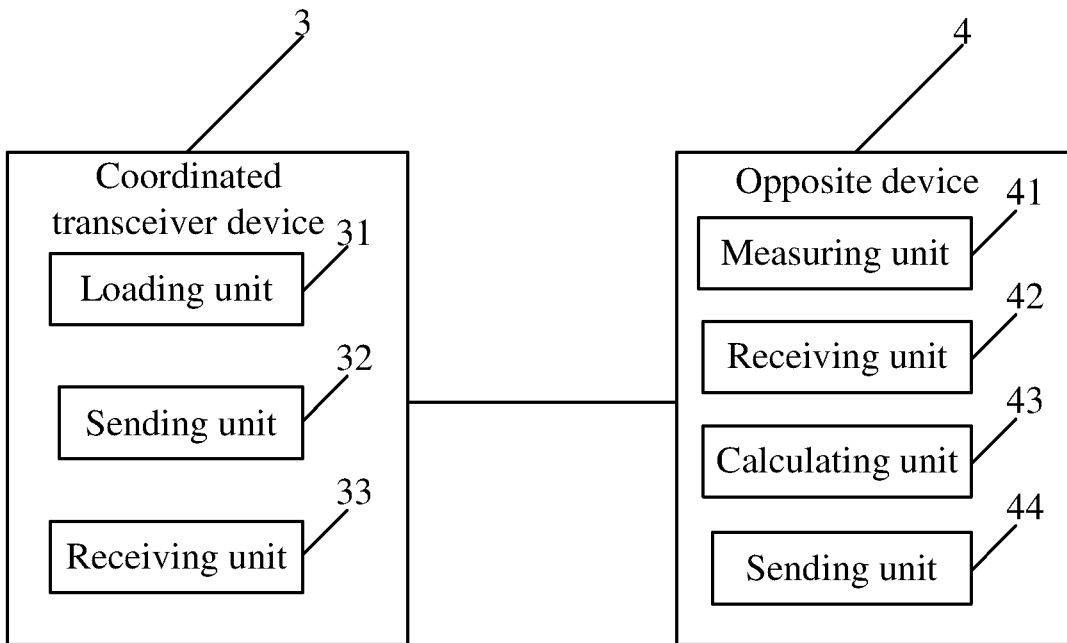 3
4
Coordinated
transceiver device
31
Loading unit
32
Sending unit
33
Receiving unit
Opposite device
41
Measuring unit
42
Receiving unit
43
Calculating unit
44
Sending unit